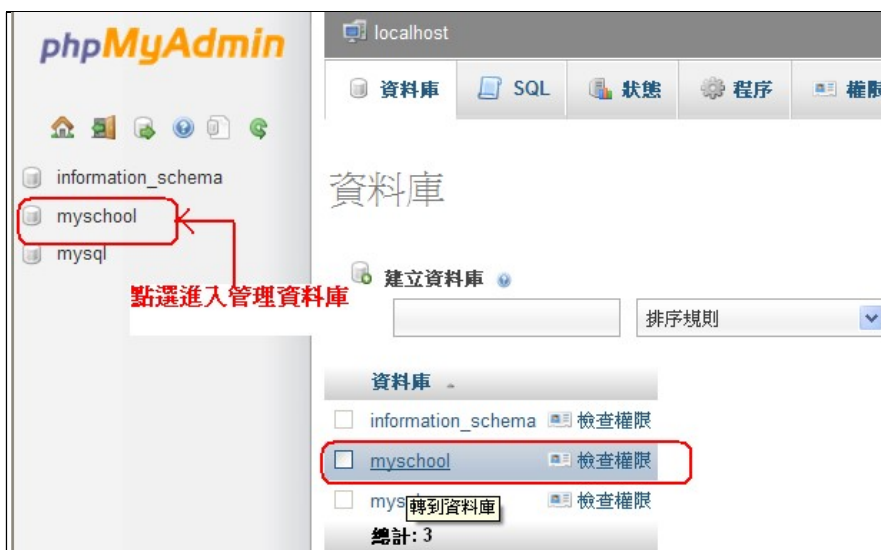 phpMyAdmin
localhost
資料庫
SQL
狀態
程序
權限
information_schema
myschool
mysql
點選進入管理資料庫
資料庫
建立資料庫
排序規則
資料庫
information_schema 檢查權限
myschool 檢查權限
mys
檢查權限
轉到資料庫
總計: 3